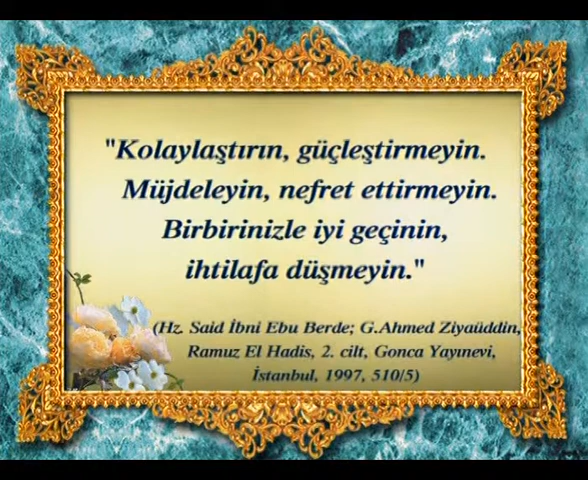 "Kolaylaştırın, güçleştirmeyin.
Müjdeleyin, nefret ettirmeyin.
Birbirinizle iyi geçinin,
ihtilafa düşmeyin."
(Hz. Said İbni Ebu Berde; G.Ahmed Ziyaüddin,
Ramuz El Hadis, 2. cilt, Gonca Yayınevi,
İstanbul, 1997, 510/5)